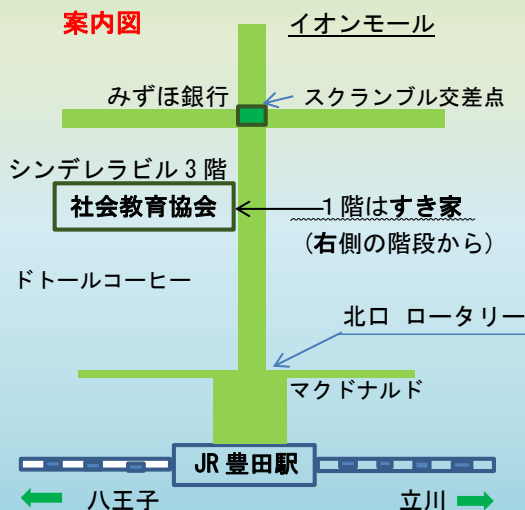 案内図
イオンモール
みずほ銀行
スクランブル交差点
シンデレラビル3階
社会教育協会
1階はすき家
(右側の階段から)
ドトールコーヒー
北口 ロータリー
マクドナルド
JR豊田駅
八王子
立川